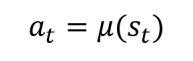 a_t = μ(s_t)